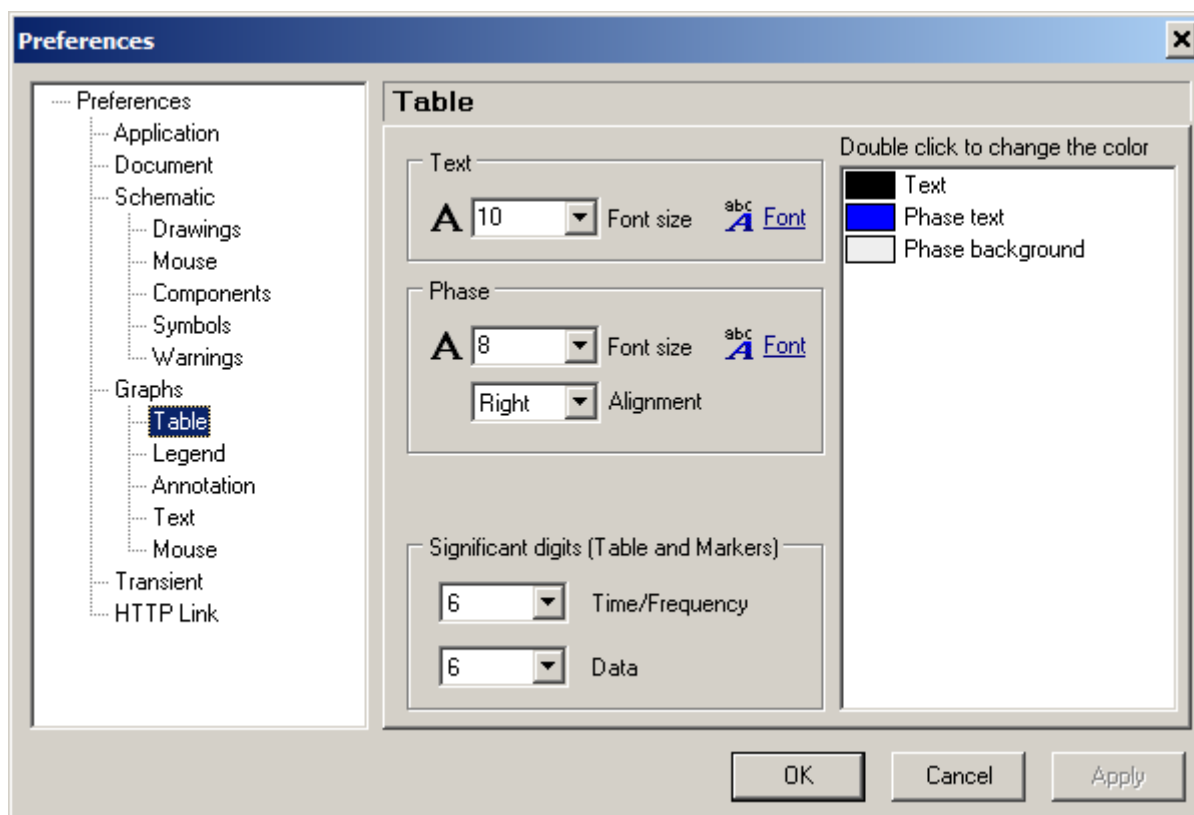 Preferences
Preferences
Application
Document
Schematic
Drawings
Mouse
Components
Symbols
Warnings
Graphs
Table
Legend
Annotation
Text
Mouse
Transient
HTTP Link
Table
Text
A 10 Font size abc A Font
Phase
A 8 Font size abc A Font
Right Alignment
Significant digits (Table and Markers)
6 Time/Frequency
6 Data
Double click to change the color
Text
Phase text
Phase background
OK Cancel Apply